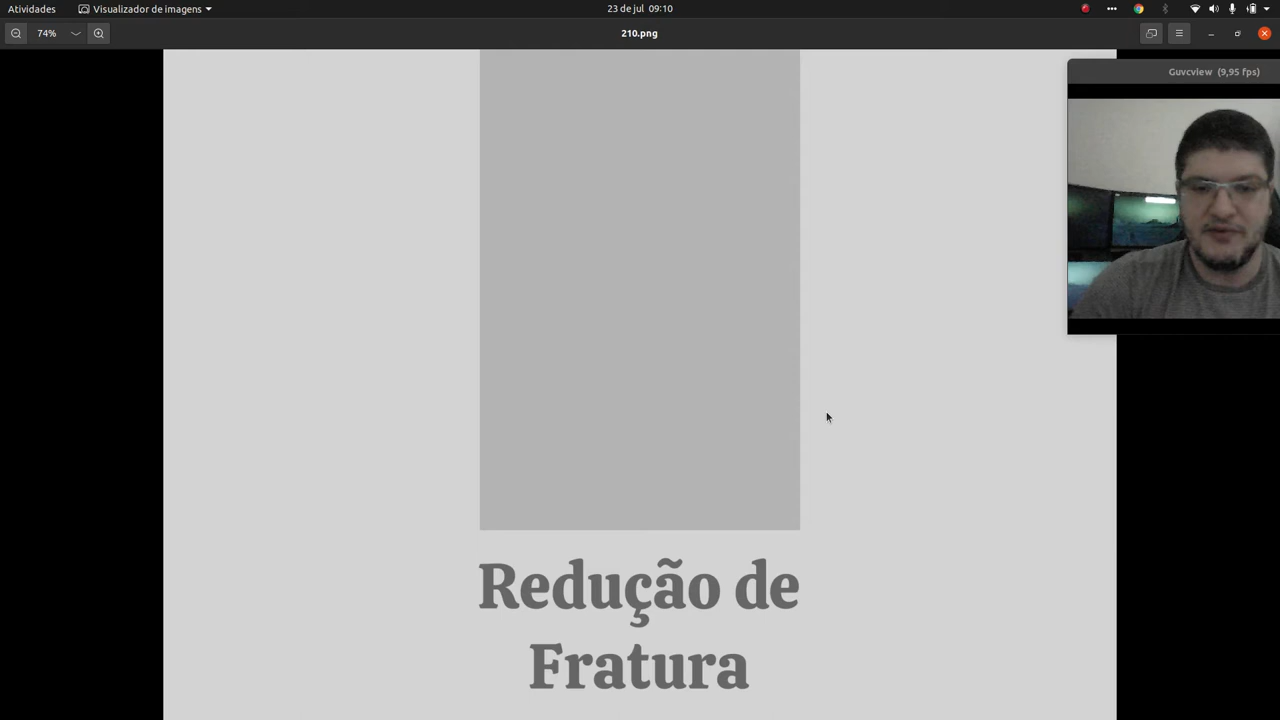 Atividades
Visualizador de imagens
23 de jul 09:10
74%
210.png
Guvcview (9,95 fps)
Redução de
Fratura